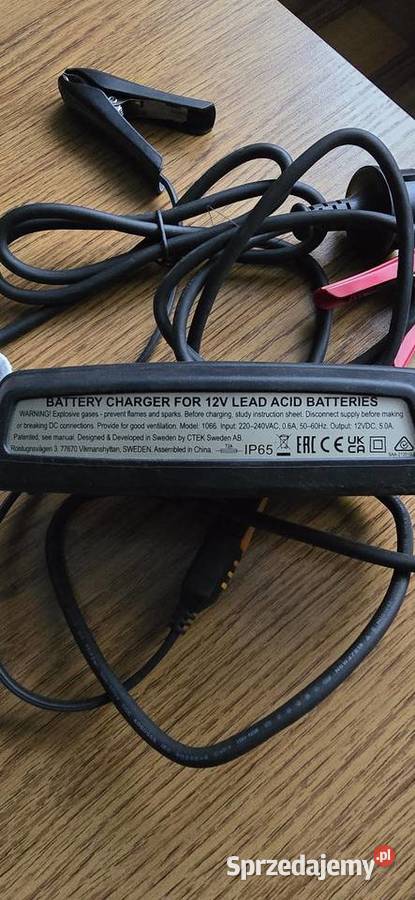 BATTERY CHARGER FOR 12V LEAD ACID BATTERIES
WARNING! Explosive gases - prevent flames and sparks. Before charging, study instruction sheet. Disconnect supply before making
or breaking DC connections. Provide for good ventilation. Model: 1066. Input: 220-240VAC, 0.6A, 50-60Hz. Output: 12VDC, 5.0A.
Patented, see manual. Designed & Developed in Sweden by CTEK Sweden AB.
Rostugnsvägen 3, 77670 Vikmanshyttan, SWEDEN. Assembled in China.
IP65 EAC CE UKCA
Sprzedajemy.pl